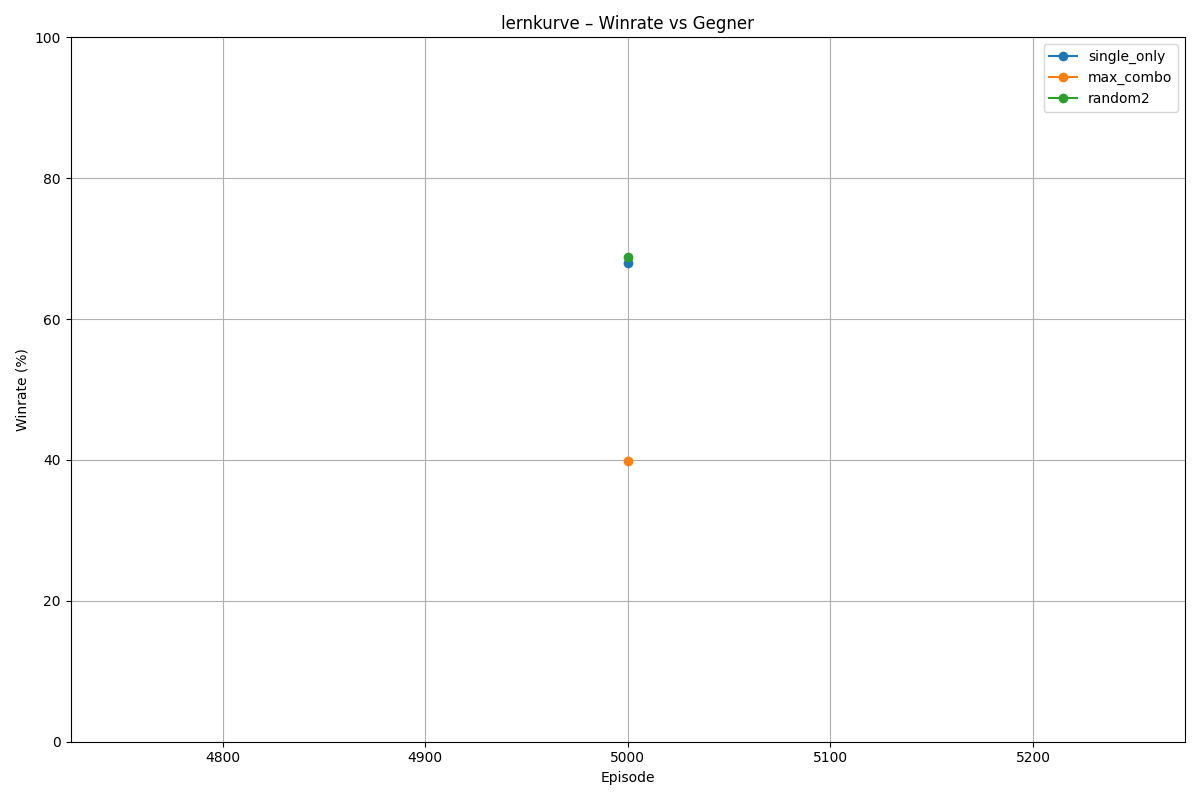 lernkurve – Winrate vs Gegner
100
80
60
40
20
0
Winrate (%)
single_only
max_combo
random2
4800
4900
5000
5100
5200
Episode